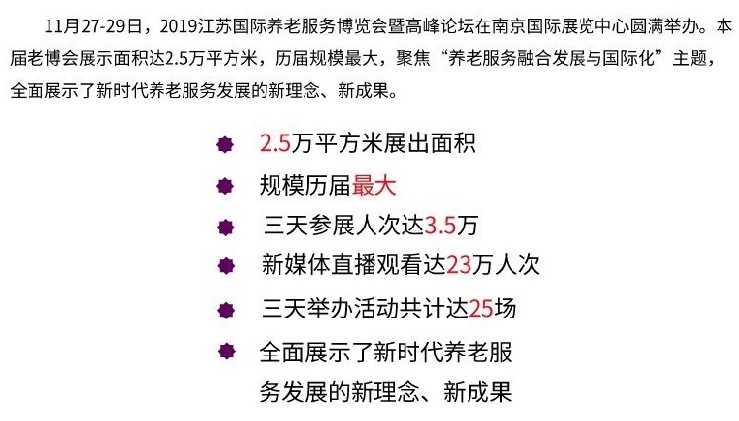 11月27-29日，2019江苏国际养老服务博览会暨高峰论坛在南京国际展览中心圆满举办。本
届老博会展示面积达2.5万平方米，历届规模最大，聚焦“养老服务融合发展与国际化”主题，
全面展示了新时代养老服务发展的新理念、新成果。
2.5万平方米展出面积
规模历届最大
三天参展人次达3.5万
新媒体直播观看达23万人次
三天举办活动共计达25场
全面展示了新时代养老服
务发展的新理念、新成果